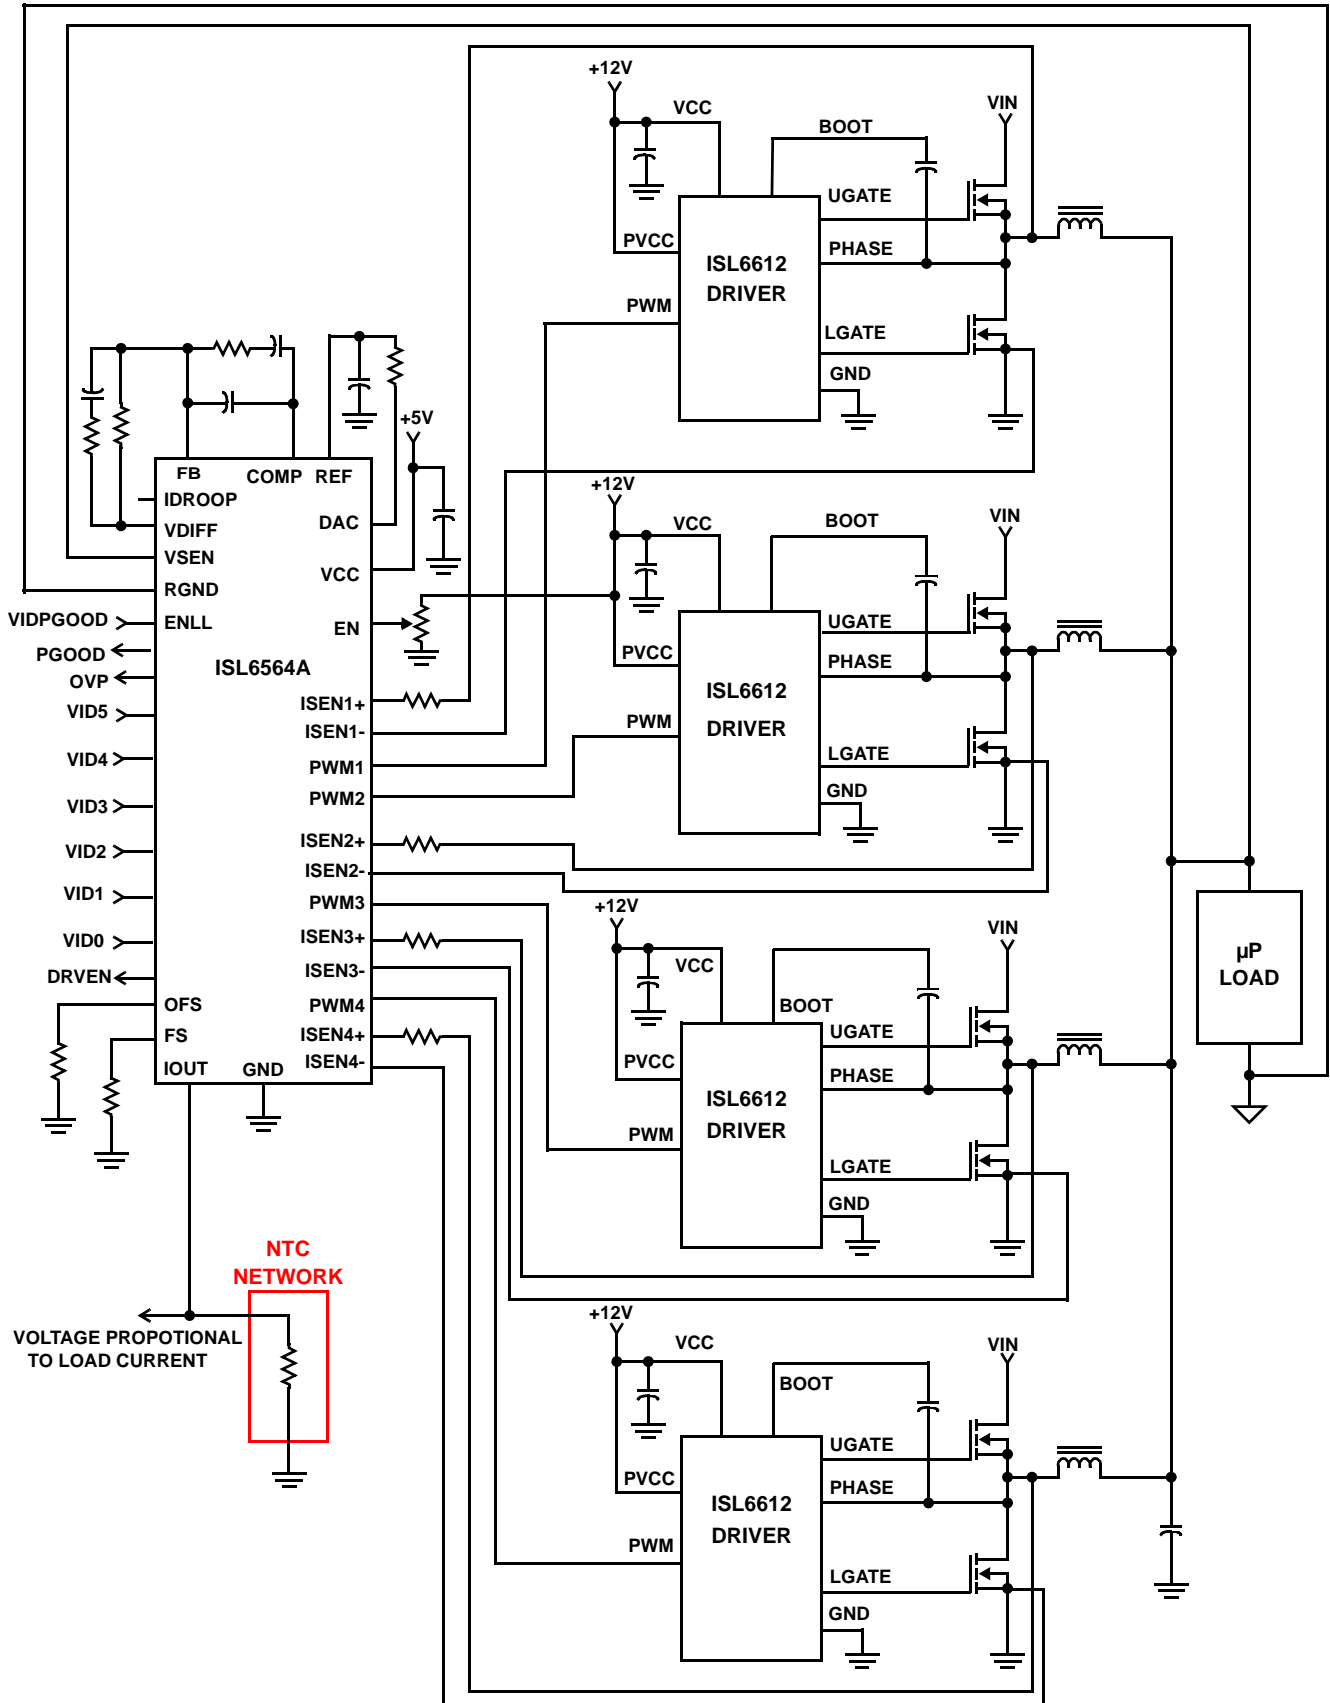 +12V
VCC
BOOT
VIN
UGATE
PVCC
PHASE
ISL6612
DRIVER
PWM
LGATE
GND
+5V
FB
COMP
REF
IDROOP
VDIFF
DAC
VSEN
VCC
RGND
VIDPGOOD
ENLL
EN
PGOOD
ISL6564A
OVP
ISEN1+
VID5
ISEN1-
VID4
PWM1
PWM2
VID3
ISEN2+
VID2
ISEN2-
VID1
PWM3
VID0
ISEN3+
DRVEN
ISEN3-
OFS
PWM4
FS
ISEN4+
IOUT
GND
ISEN4-
+12V
VCC
BOOT
VIN
UGATE
PVCC
PHASE
ISL6612
DRIVER
PWM
LGATE
GND
+12V
VCC
BOOT
VIN
UGATE
PVCC
PHASE
ISL6612
DRIVER
PWM
LGATE
GND
µP
LOAD
NTC
NETWORK
VOLTAGE PROPOTIONAL
TO LOAD CURRENT
+12V
VCC
BOOT
VIN
UGATE
PVCC
PHASE
ISL6612
DRIVER
PWM
LGATE
GND